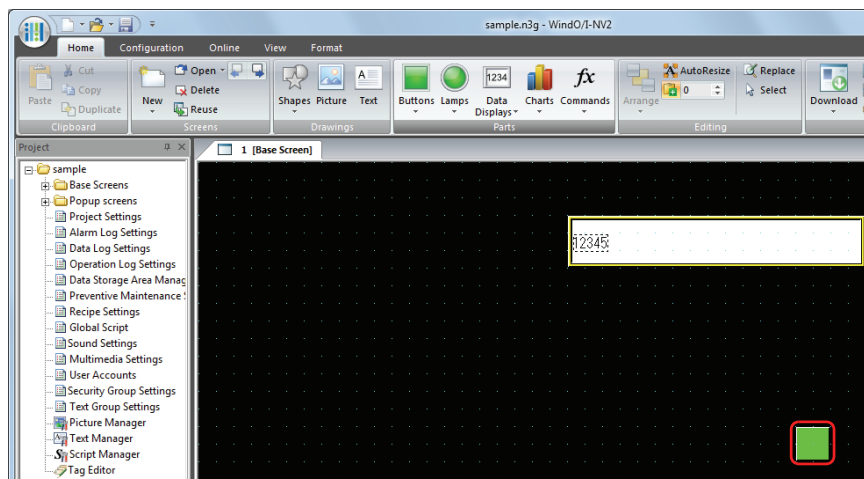 sample.n3g - WindO/I-NV2
Home Configuration Online View Format
Paste
Cut
Copy
Duplicate
Clipboard
New
Open
Delete
Reuse
Screens
Shapes Picture Text
Drawings
1234
Buttons Lamps Data Displays Charts fx Commands
Parts
Arrange
AutoResize
0
Replace
Select
Editing
Download
Project
1 [Base Screen]
sample
Base Screens
Popup screens
Project Settings
Alarm Log Settings
Data Log Settings
Operation Log Settings
Data Storage Area Manag
Preventive Maintenance
Recipe Settings
Global Script
Sound Settings
Multimedia Settings
User Accounts
Security Group Settings
Text Group Settings
Picture Manager
Text Manager
Script Manager
Tag Editor
12345